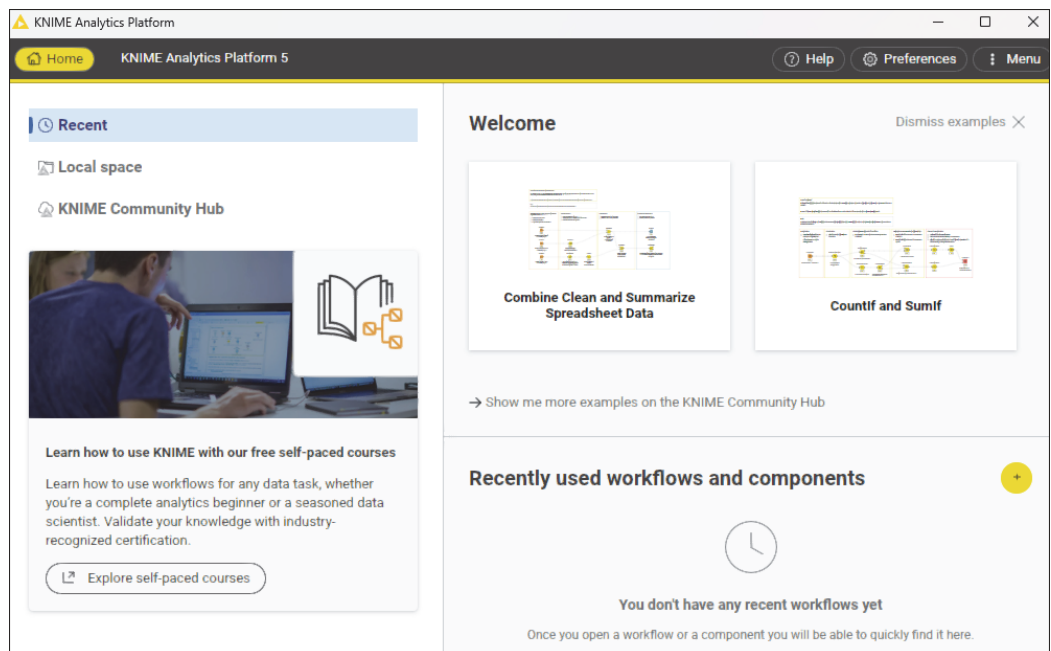 KNIME Analytics Platform
Home
KNIME Analytics Platform 5
Help
Preferences
Menu
Recent
Local space
KNIME Community Hub
Learn how to use KNIME with our free self-paced courses
Learn how to use workflows for any data task, whether
you're a complete analytics beginner or a seasoned data
scientist. Validate your knowledge with industry-
recognized certification.
Explore self-paced courses
Welcome
Dismiss examples
Combine Clean and Summarize
Spreadsheet Data
CountIf and SumIf
→ Show me more examples on the KNIME Community Hub
Recently used workflows and components
+
You don't have any recent workflows yet
Once you open a workflow or a component you will be able to quickly find it here.